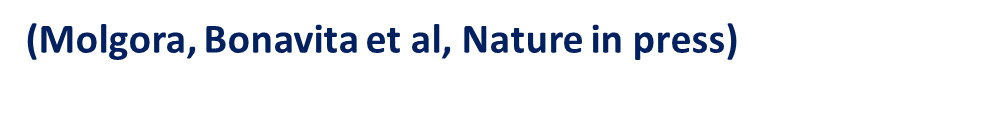 (Molgora, Bonavita et al, Nature in press)